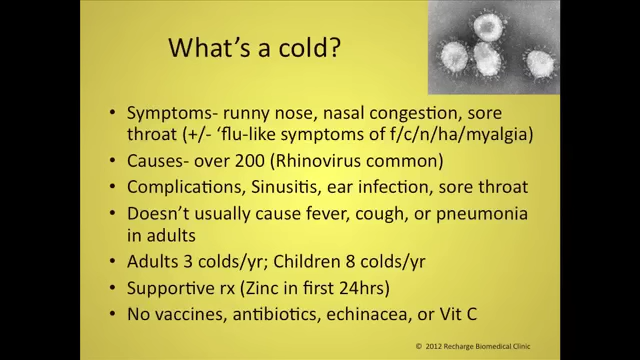 What's a cold?
• Symptoms- runny nose, nasal congestion, sore
throat (+/- 'flu-like symptoms of f/c/n/ha/myalgia)
• Causes- over 200 (Rhinovirus common)
• Complications, Sinusitis, ear infection, sore throat
• Doesn't usually cause fever, cough, or pneumonia
in adults
• Adults 3 colds/yr; Children 8 colds/yr
• Supportive rx (Zinc in first 24hrs)
• No vaccines, antibiotics, echinacea, or Vit C
© 2012 Recharge Biomedical Clinic